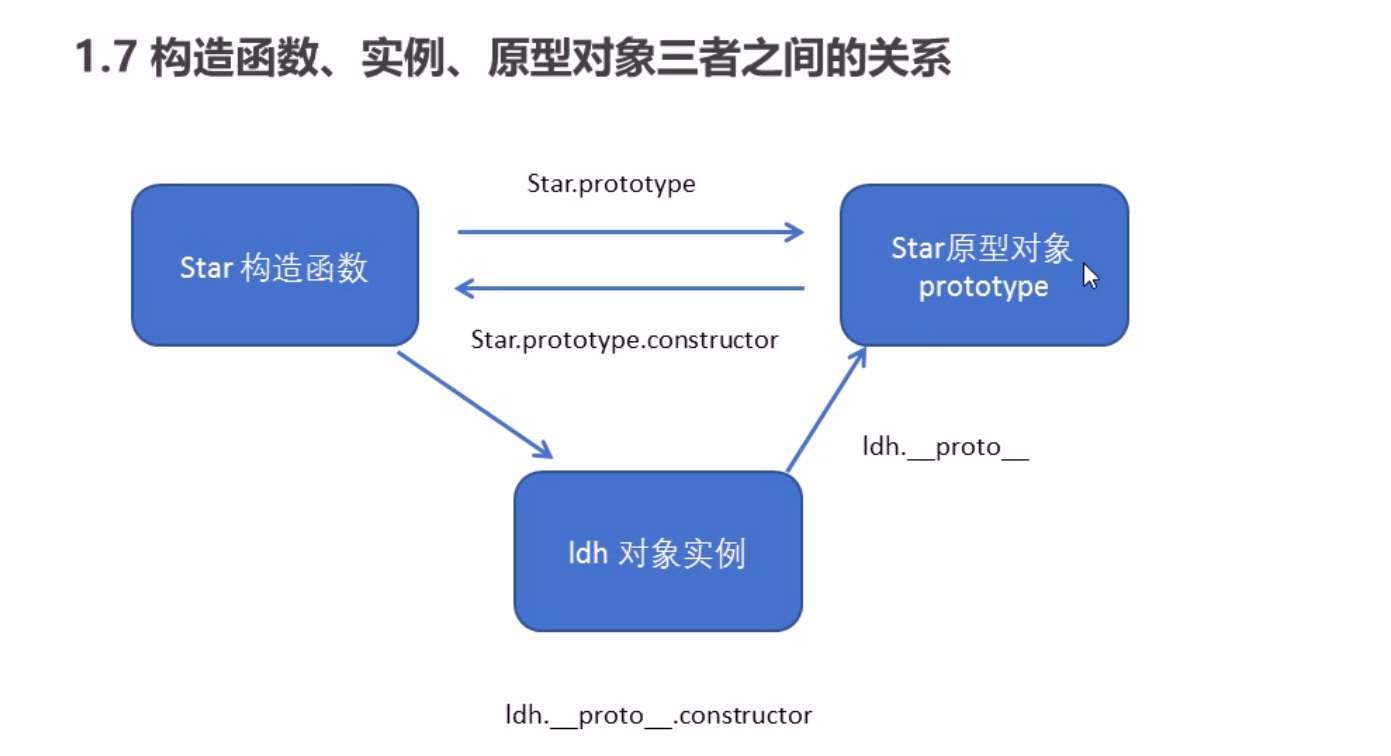 1.7 构造函数、实例、原型对象三者之间的关系
Star.prototype
Star 构造函数
Star原型对象
prototype
Star.prototype.constructor
ldh.__proto__
ldh 对象实例
ldh.__proto__.constructor